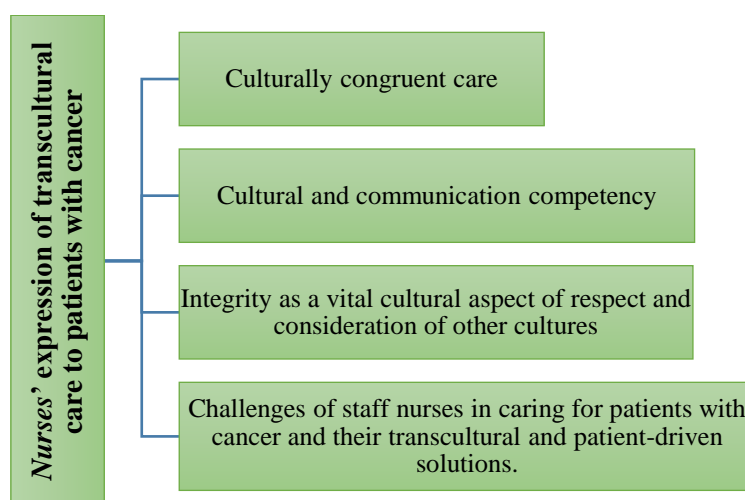 Nurses' expression of transcultural
care to patients with cancer
Culturally congruent care
Cultural and communication competency
Integrity as a vital cultural aspect of respect and
consideration of other cultures
Challenges of staff nurses in caring for patients with
cancer and their transcultural and patient-driven
solutions.